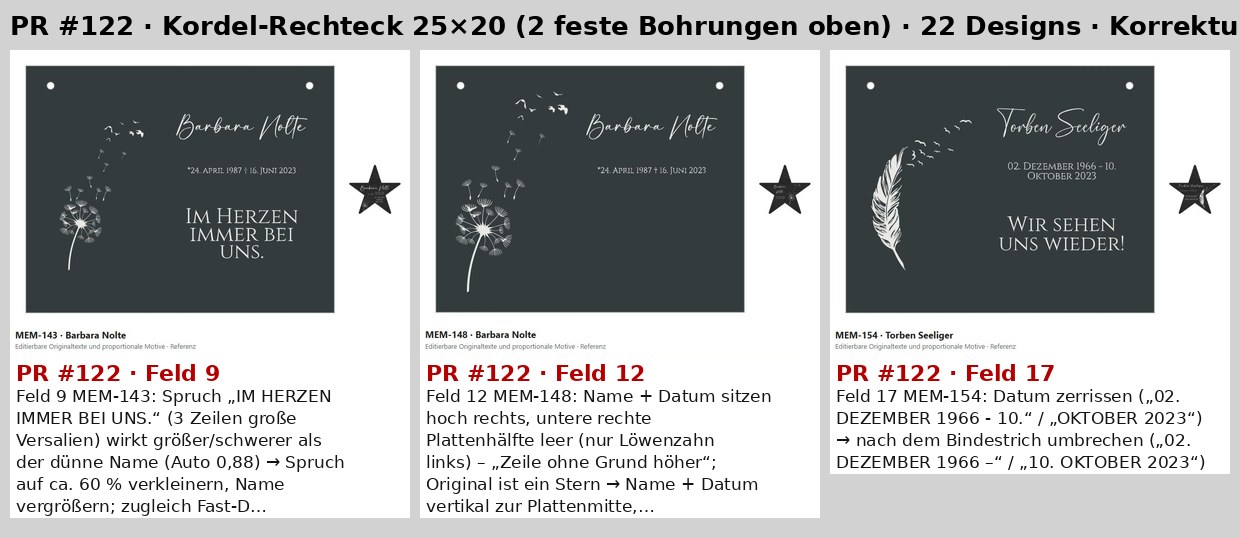 PR #122 · Kordel-Rechteck 25×20 (2 feste Bohrungen oben) · 22 Designs · Korrektu
Barbara Nolte
*24. April 1987 † 16. Juni 2023
Im Herzen
immer bei
uns.
MEM-143 · Barbara Nolte
Editierbare Originaltexte und proportionale Motive · Referenz
PR #122 · Feld 9
Feld 9 MEM-143: Spruch „IM HERZEN
IMMER BEI UNS.“ (3 Zeilen große
Versalien) wirkt größer/schwerer als
der dünne Name (Auto 0,88) → Spruch
auf ca. 60 % verkleinern, Name
vergrößern; zugleich Fast-D…
Barbara Nolte
*24. April 1987 † 16. Juni 2023
MEM-148 · Barbara Nolte
Editierbare Originaltexte und proportionale Motive · Referenz
PR #122 · Feld 12
Feld 12 MEM-148: Name + Datum sitzen
hoch rechts, untere rechte
Plattenhälfte leer (nur Löwenzahn
links) – „Zeile ohne Grund höher“;
Original ist ein Stern → Name + Datum
vertikal zur Plattenmitte,…
Torben Seeliger
02. Dezember 1966 - 10.
Oktober 2023
Wir sehen
uns wieder!
MEM-154 · Torben Seeliger
Editierbare Originaltexte und proportionale Motive · Referenz
PR #122 · Feld 17
Feld 17 MEM-154: Datum zerrissen („02.
DEZEMBER 1966 - 10.“ / „OKTOBER 2023“)
→ nach dem Bindestrich umbrechen („02.
DEZEMBER 1966 –“ / „10. OKTOBER 2023“)